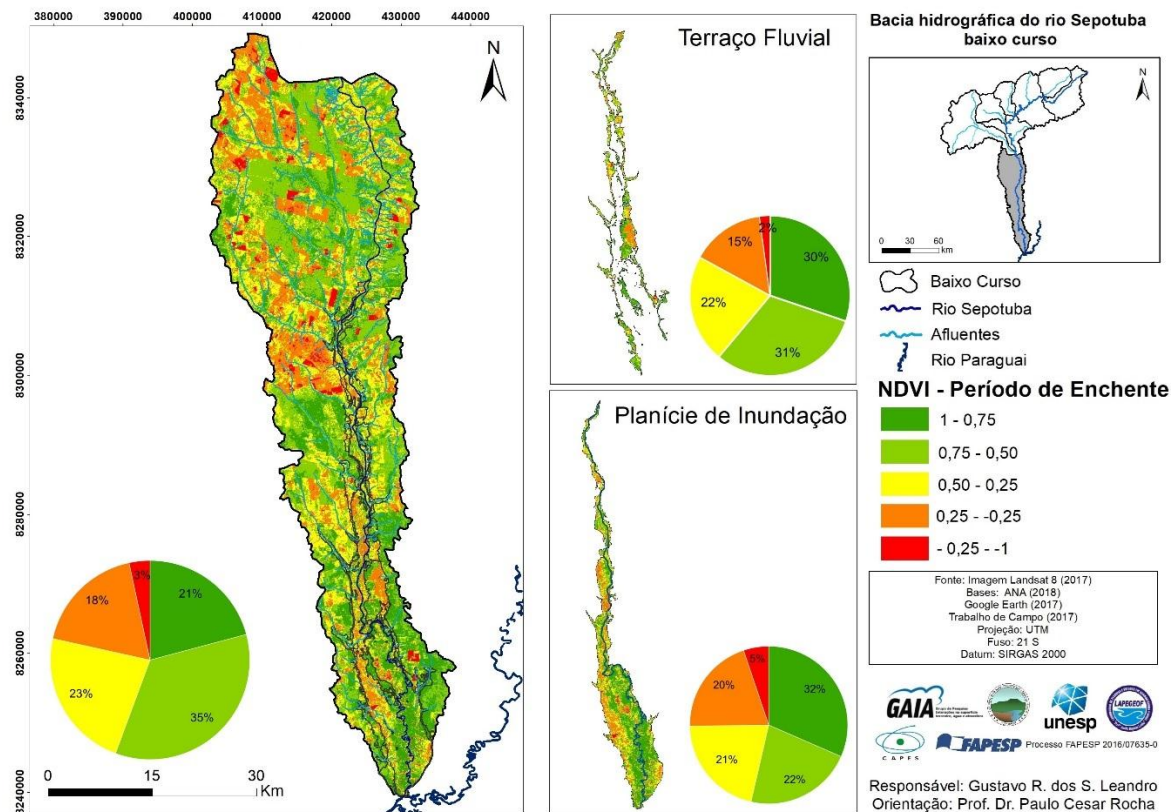 380000 390000 400000 410000 420000 430000 440000
8340000
8320000
8300000
8280000
8260000
8240000
N
21%
35%
23%
18%
3%
0 15 30
Km
Terraço Fluvial
30%
31%
22%
15%
2%
Planície de Inundação
32%
22%
21%
20%
5%
Bacia hidrográfica do rio Sepotuba
baixo curso
N
0 30 60
km
Baixo Curso
Rio Sepotuba
Afluentes
Rio Paraguai
NDVI - Período de Enchente
1 - 0,75
0,75 - 0,50
0,50 - 0,25
0,25 - -0,25
- 0,25 - -1
Fonte: Imagem Landsat 8 (2017)
Bases: ANA (2018)
Google Earth (2017)
Trabalho de Campo (2017)
Projeção: UTM
Fuso: 21 S
Datum: SIRGAS 2000
GAIA
unesp
LAPEGEOF
CAPES
FAPESP Processo FAPESP 2016/07635-0
Responsável: Gustavo R. dos S. Leandro
Orientação: Prof. Dr. Paulo Cesar Rocha